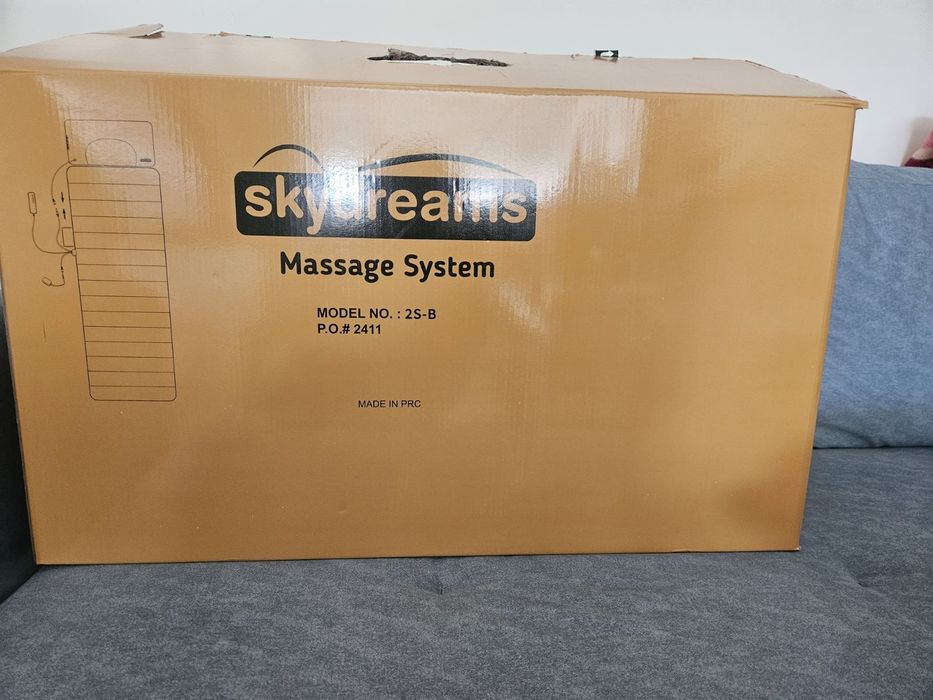 skydreams
Massage System
MODEL NO. : 2S-B
P.O.# 2411
MADE IN PRC